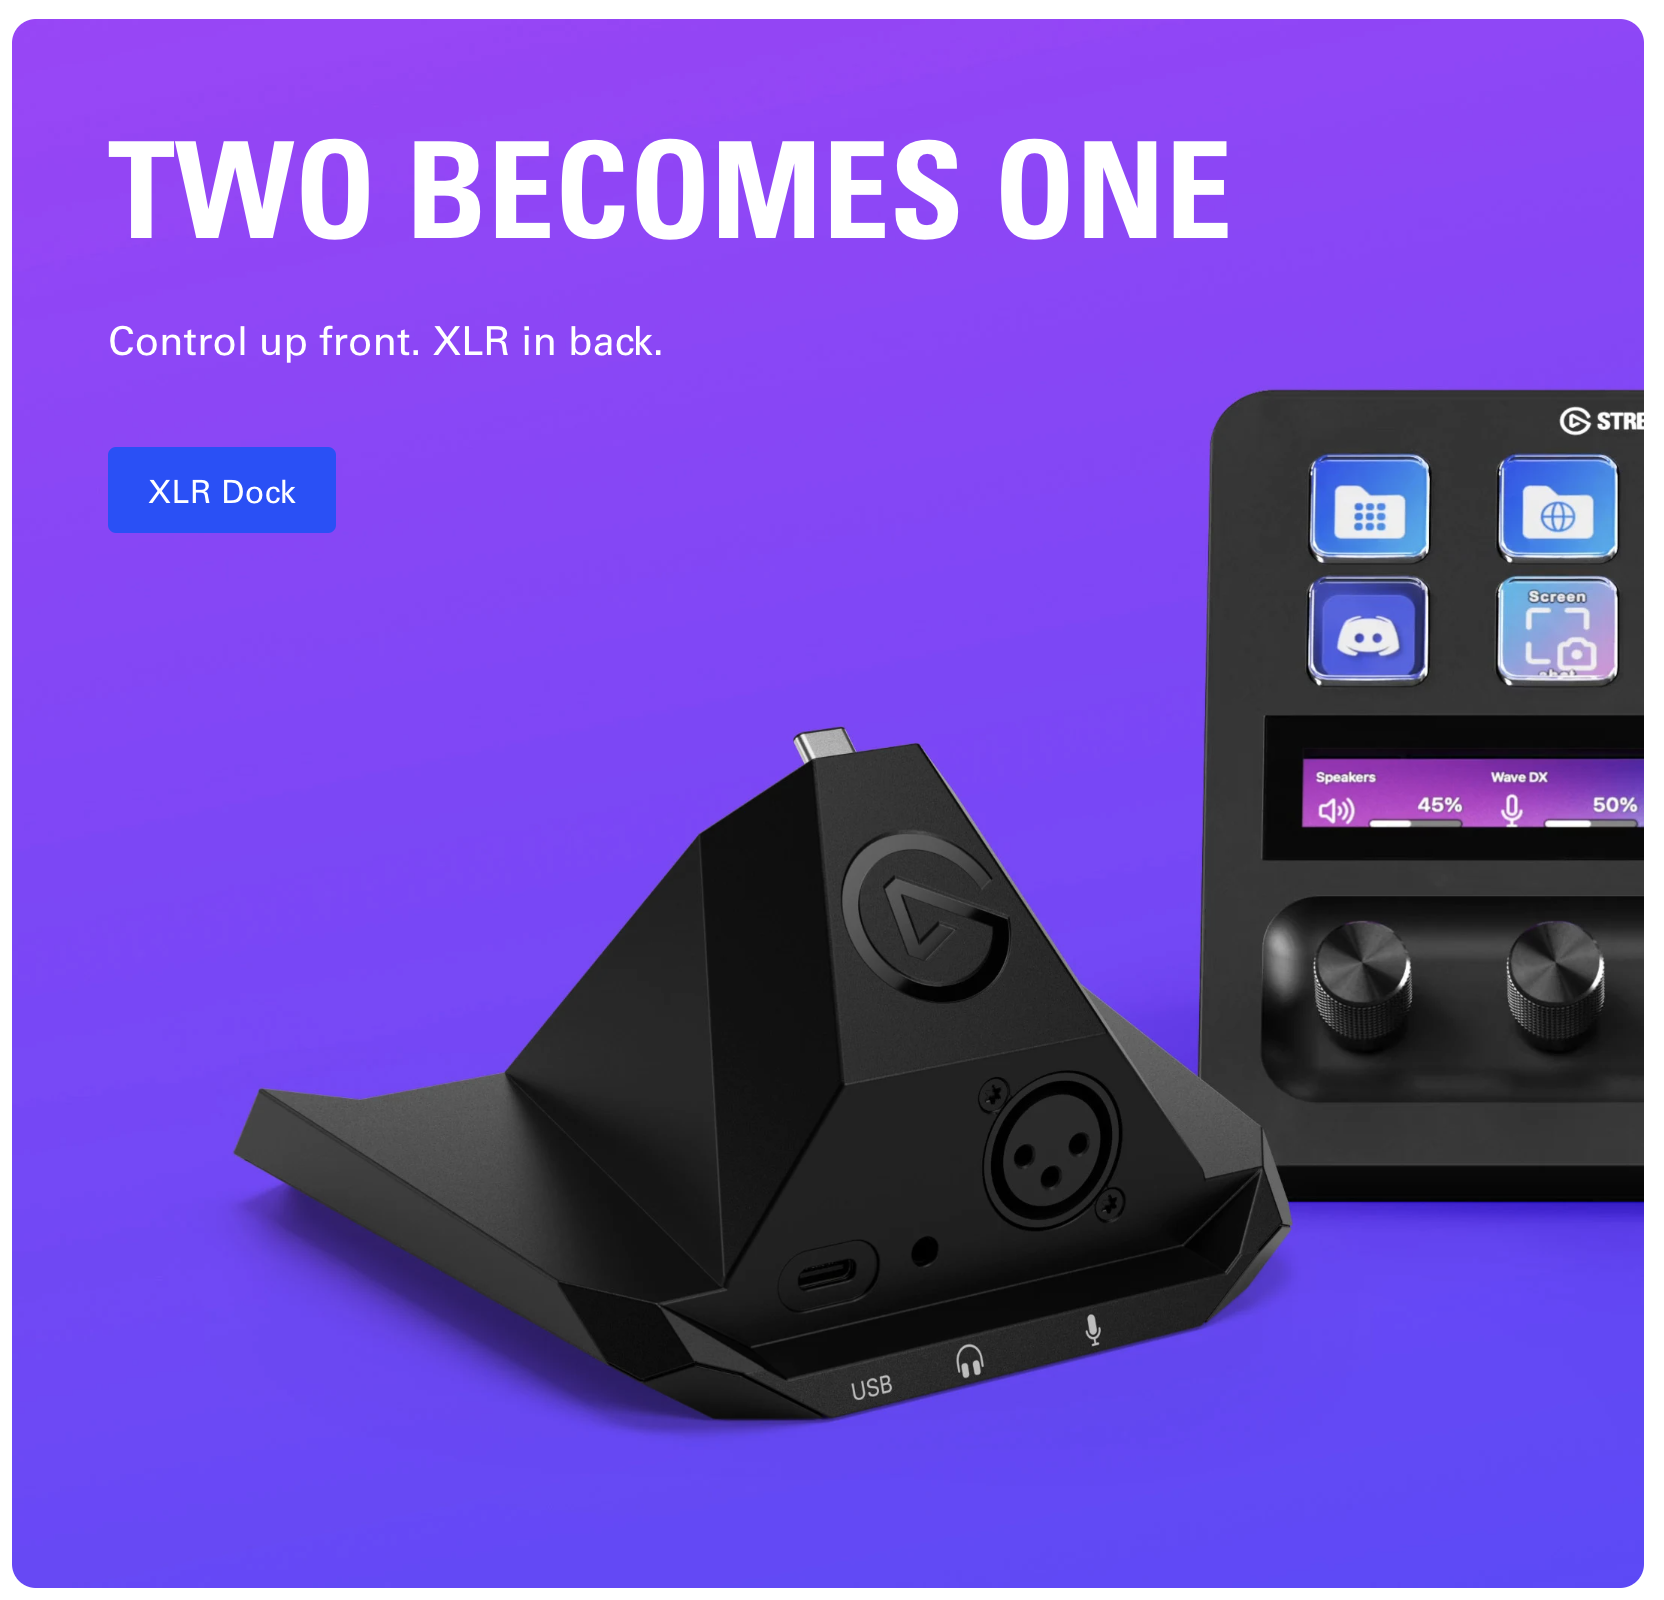 TWO BECOMES ONE
Control up front. XLR in back.
XLR Dock
STRE
Screen
shot
Speakers
Wave DX
45%
50%
USB